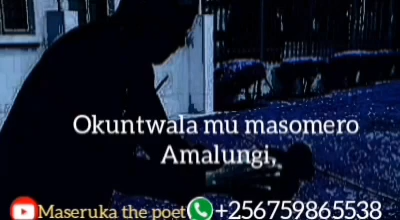 Okuntwala mu masomero
Amalungi,
Maseruka the poet +256759865538